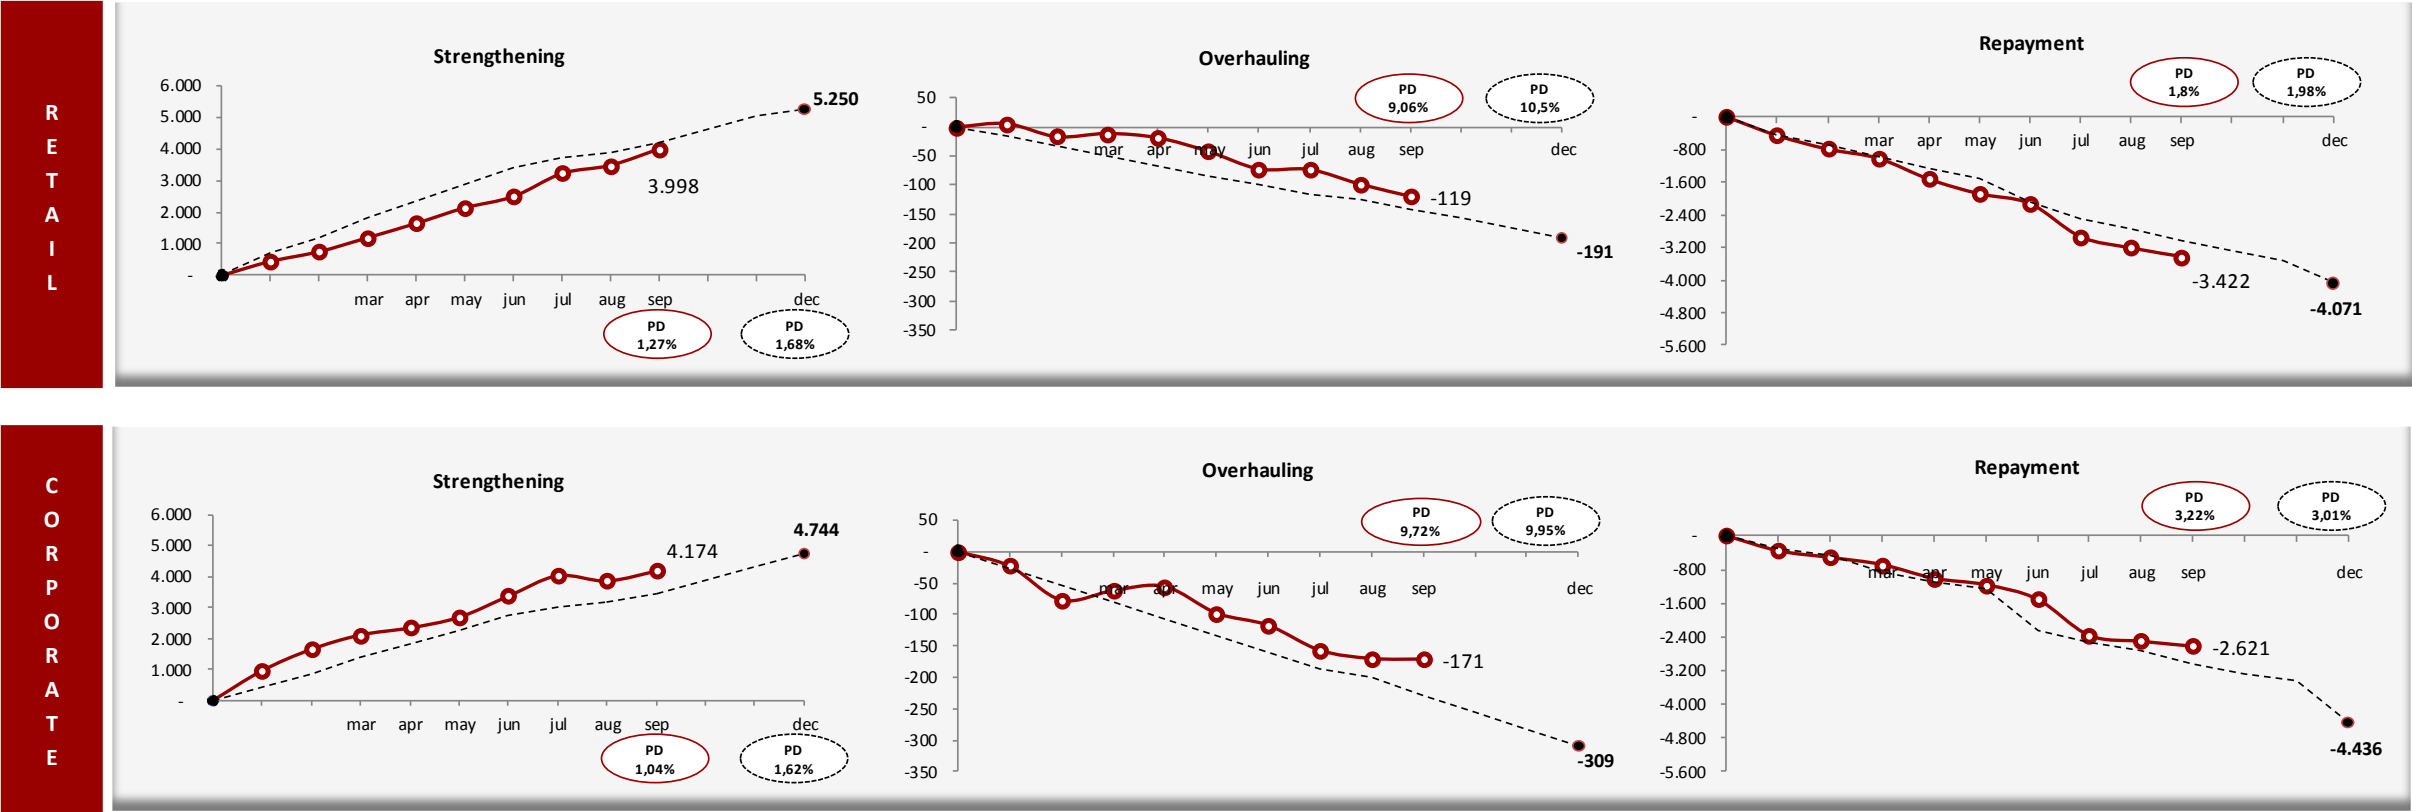 RETAIL
Strengthening
6.000
5.000
4.000
3.000
2.000
1.000
-
5.250
3.998
mar apr may jun jul aug sep dec
PD
1,27%
PD
1,68%
Overhauling
PD
9,06%
PD
10,5%
50
-
-50
-100
-150
-200
-250
-300
-350
mar apr may jun jul aug sep dec
-119
-191
Repayment
PD
1,8%
PD
1,98%
-
-800
-1.600
-2.400
-3.200
-4.000
-4.800
-5.600
mar apr may jun jul aug sep dec
-3.422
-4.071
CORPORATE
Strengthening
6.000
5.000
4.000
3.000
2.000
1.000
-
4.174
4.744
mar apr may jun jul aug sep dec
PD
1,04%
PD
1,62%
Overhauling
PD
9,72%
PD
9,95%
50
-
-50
-100
-150
-200
-250
-300
-350
mar apr may jun jul aug sep dec
-171
-309
Repayment
PD
3,22%
PD
3,01%
-
-800
-1.600
-2.400
-3.200
-4.000
-4.800
-5.600
mar apr may jun jul aug sep dec
-2.621
-4.436